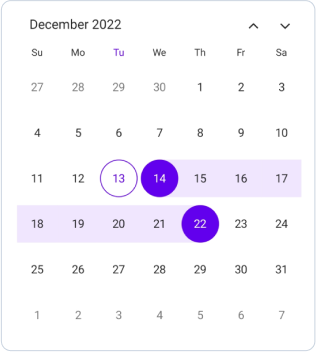 December 2022
Su Mo Tu We Th Fr Sa
27 28 29 30 1 2 3
4 5 6 7 8 9 10
11 12 13 14 15 16 17
18 19 20 21 22 23 24
25 26 27 28 29 30 31
1 2 3 4 5 6 7